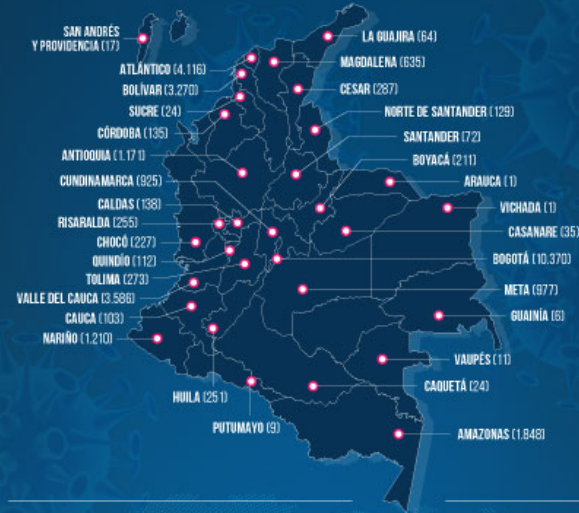 SAN ANDRÉS
Y PROVIDENCIA (17)
ATLÁNTICO (4.116)
BOLÍVAR (3.270)
SUCRE (24)
CÓRDOBA (135)
ANTIOQUIA (1.171)
CUNDINAMARCA (925)
CALDAS (138)
RISARALDA (255)
CHOCÓ (227)
QUINDÍO (112)
TOLIMA (273)
VALLE DEL CAUCA (3.586)
CAUCA (103)
NARIÑO (1.210)
HUILA (251)
PUTUMAYO (9)
LA GUAJIRA (64)
MAGDALENA (635)
CESAR (287)
NORTE DE SANTANDER (129)
SANTANDER (72)
BOYACÁ (211)
ARAUCA (1)
VICHADA (1)
CASANARE (35)
BOGOTÁ (10.370)
META (977)
GUAINÍA (6)
VAUPÉS (11)
CAQUETÁ (24)
AMAZONAS (1.848)